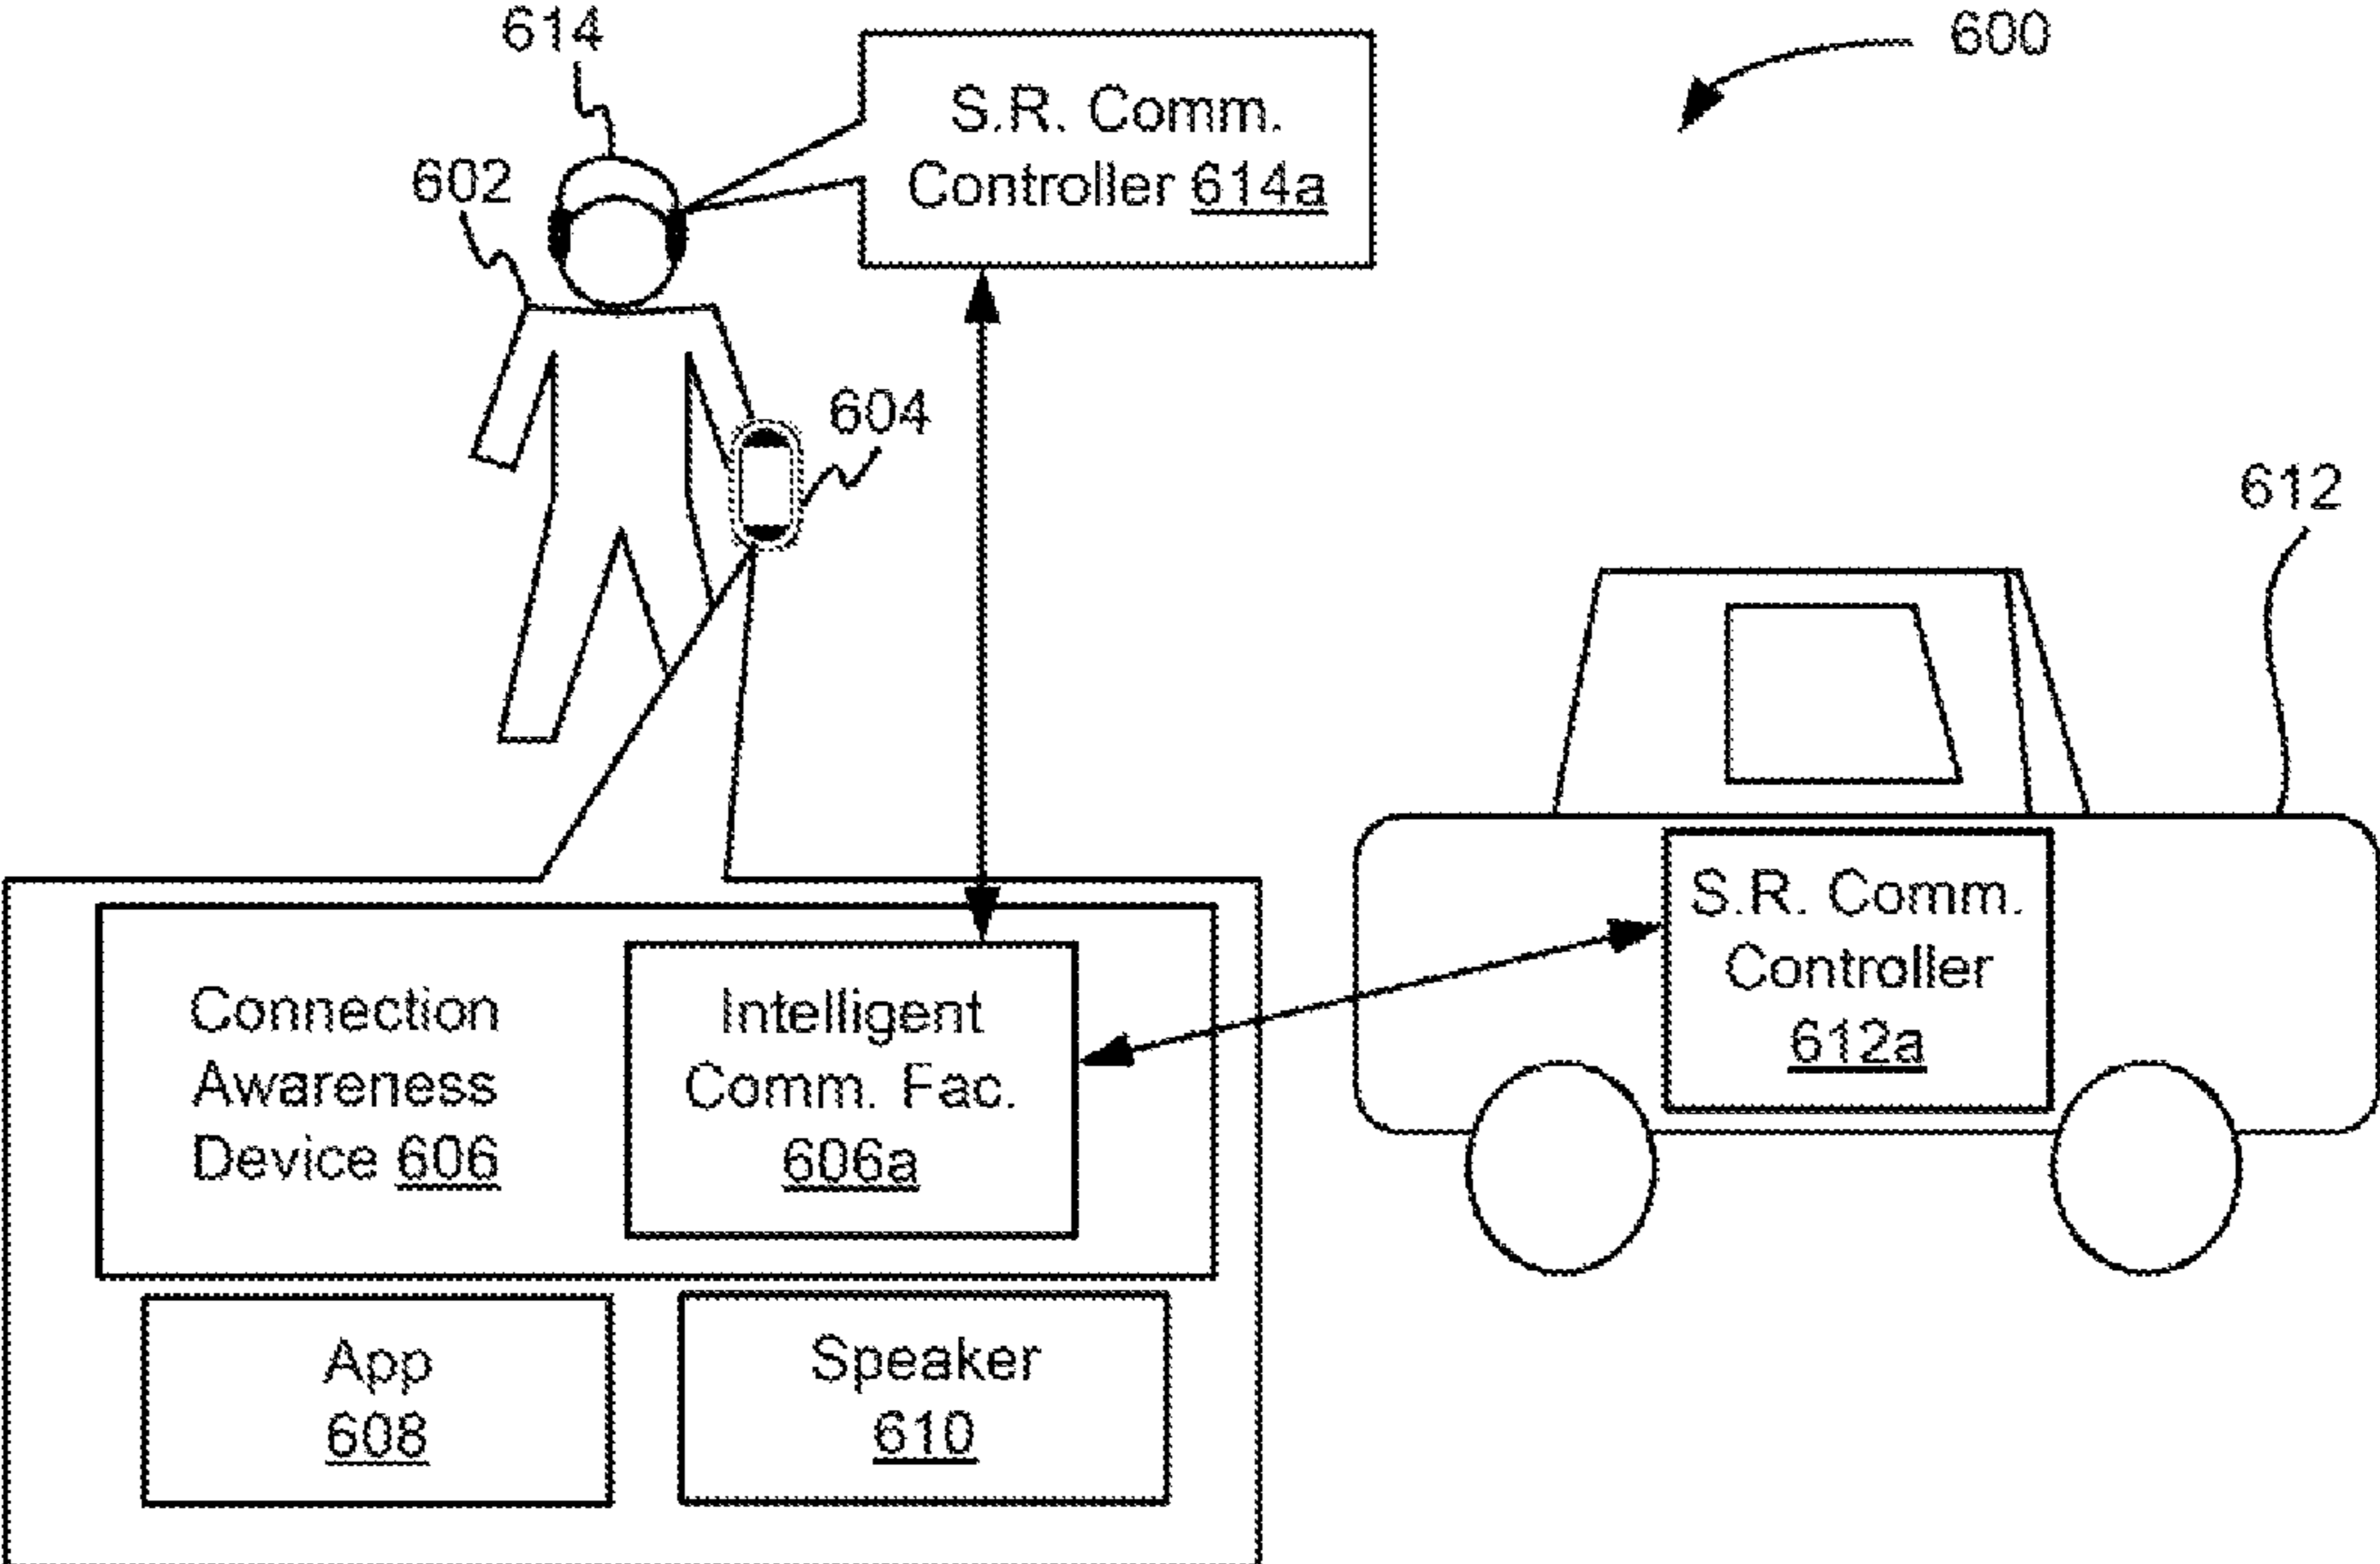 614
600
S.R. Comm.
Controller 614a
602
604
612
S.R. Comm.
Controller
612a
Connection
Awareness
Device 606
Intelligent
Comm. Fac.
606a
App
608
Speaker
610